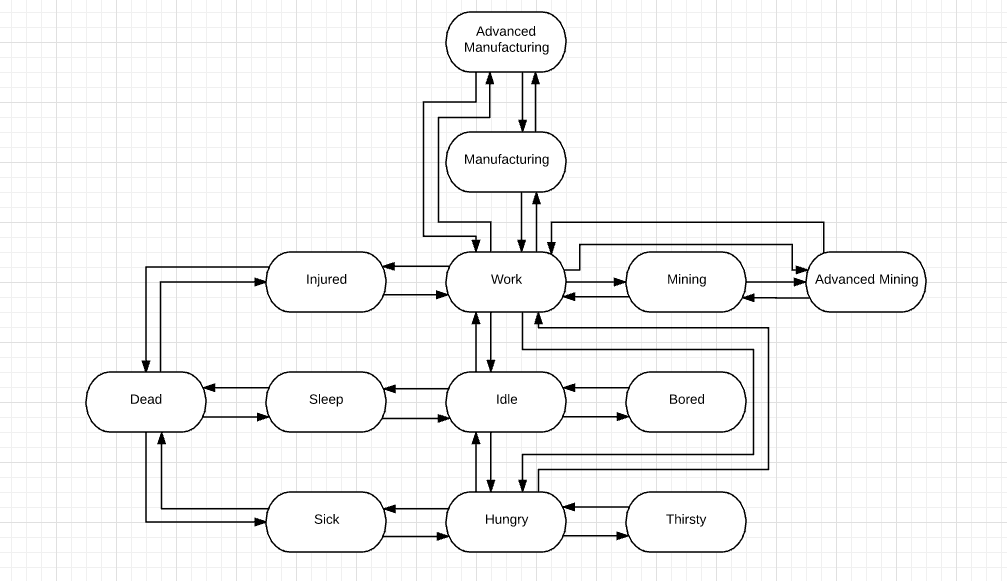 Advanced
Manufacturing
Manufacturing
Injured
Work
Mining
Advanced Mining
Dead
Sleep
Idle
Bored
Sick
Hungry
Thirsty